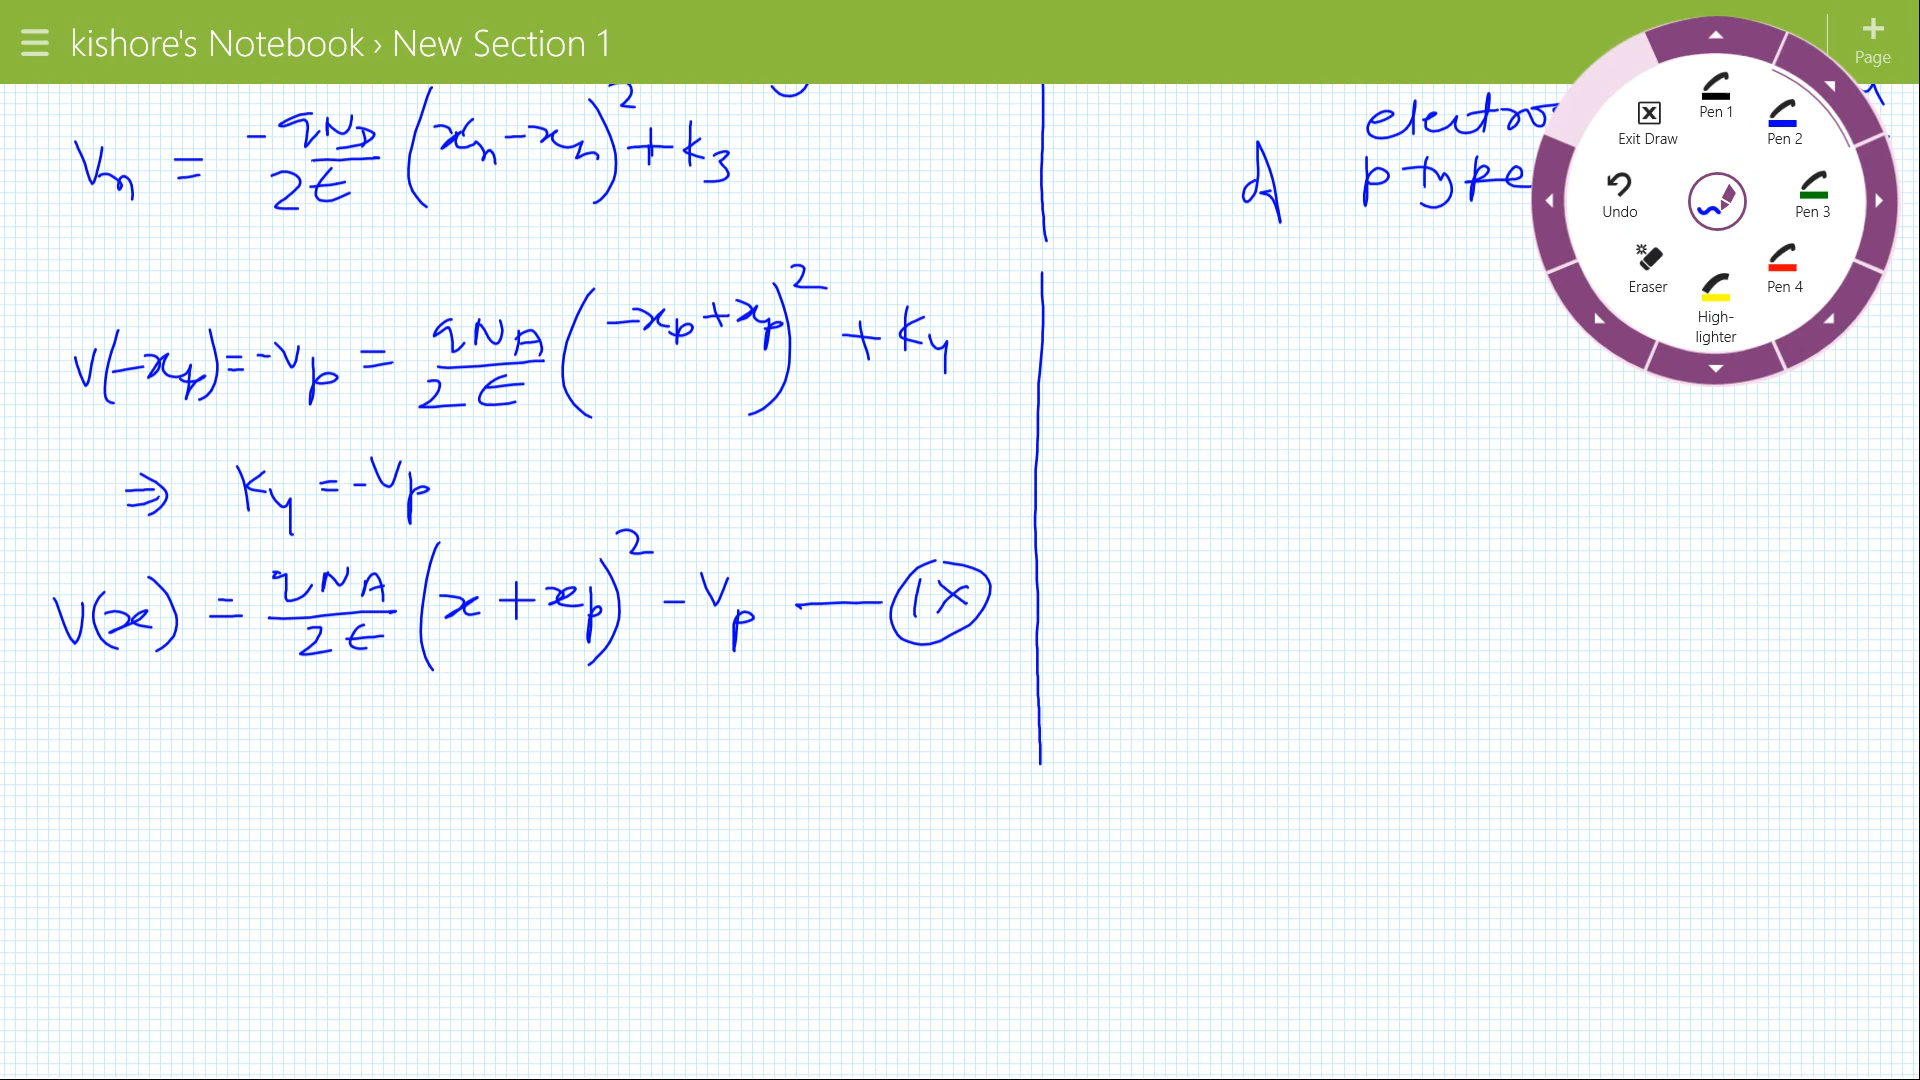 kishore's Notebook › New Section 1
+
Page
Vn = -qND/2ϵ (xn - xn)² + k3
V(-xp) = -Vp = qNA/2ϵ (-xp + xp)² + K4
⇒ K4 = -Vp
V(x) = qNA/2ϵ (x + xp)² - Vp — IX
p type
Pen 1
Exit Draw
Pen 2
Undo
Pen 3
Eraser
Pen 4
High-
lighter